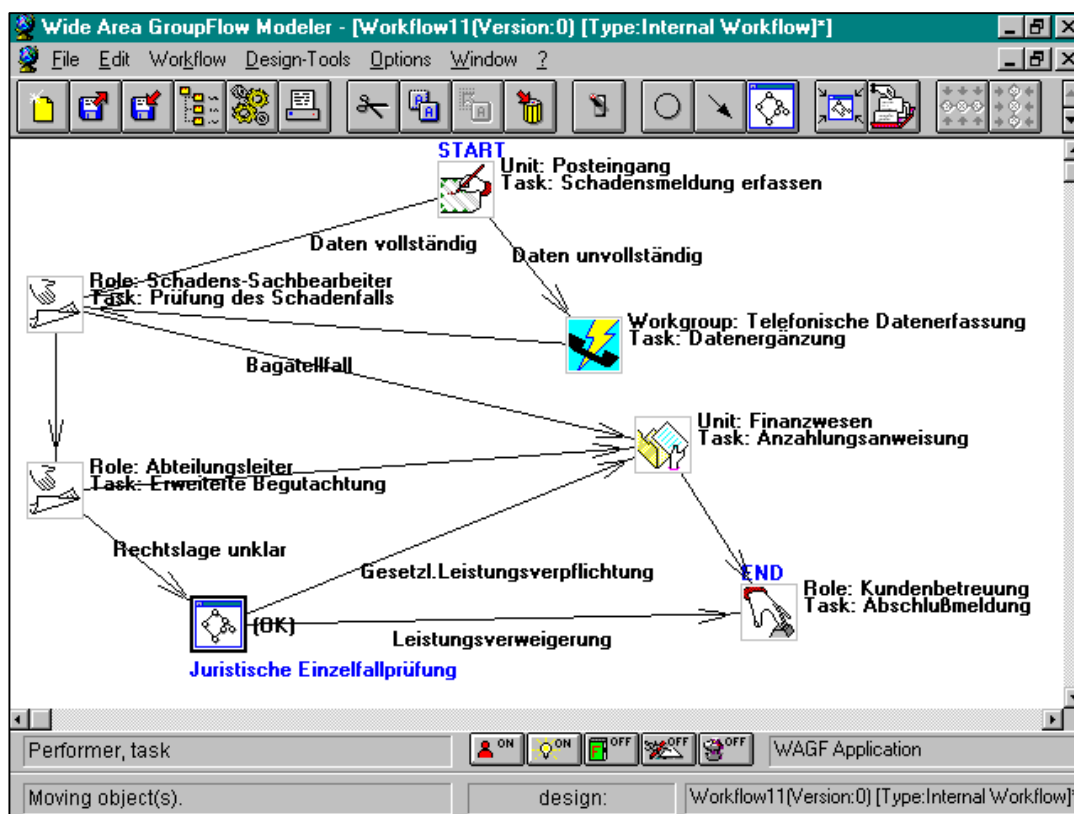 Wide Area GroupFlow Modeler - [Workflow11(Version:0) [Type:Internal Workflow]*]
File Edit Workflow Design-Tools Options Window ?
START
Unit: Posteingang
Task: Schadensmeldung erfassen
Daten vollständig
Daten unvollständig
Role: Schadens-Sachbearbeiter
Task: Prüfung des Schadenfalls
Workgroup: Telefonische Datenerfassung
Task: Datenergänzung
Bagatellfall
Unit: Finanzwesen
Task: Anzahlungsanweisung
Role: Abteilungsleiter
Task: Erweiterte Begutachtung
Rechtslage unklar
Gesetzl.Leistungsverpflichtung
END
Role: Kundenbetreuung
Task: Abschlußmeldung
(OK)
Leistungsverweigerung
Juristische Einzelfallprüfung
Performer, task
ON ON F OFF OFF OFF
WAGF Application
Moving object(s).
design:
Workflow11(Version:0) [Type:Internal Workflow]*